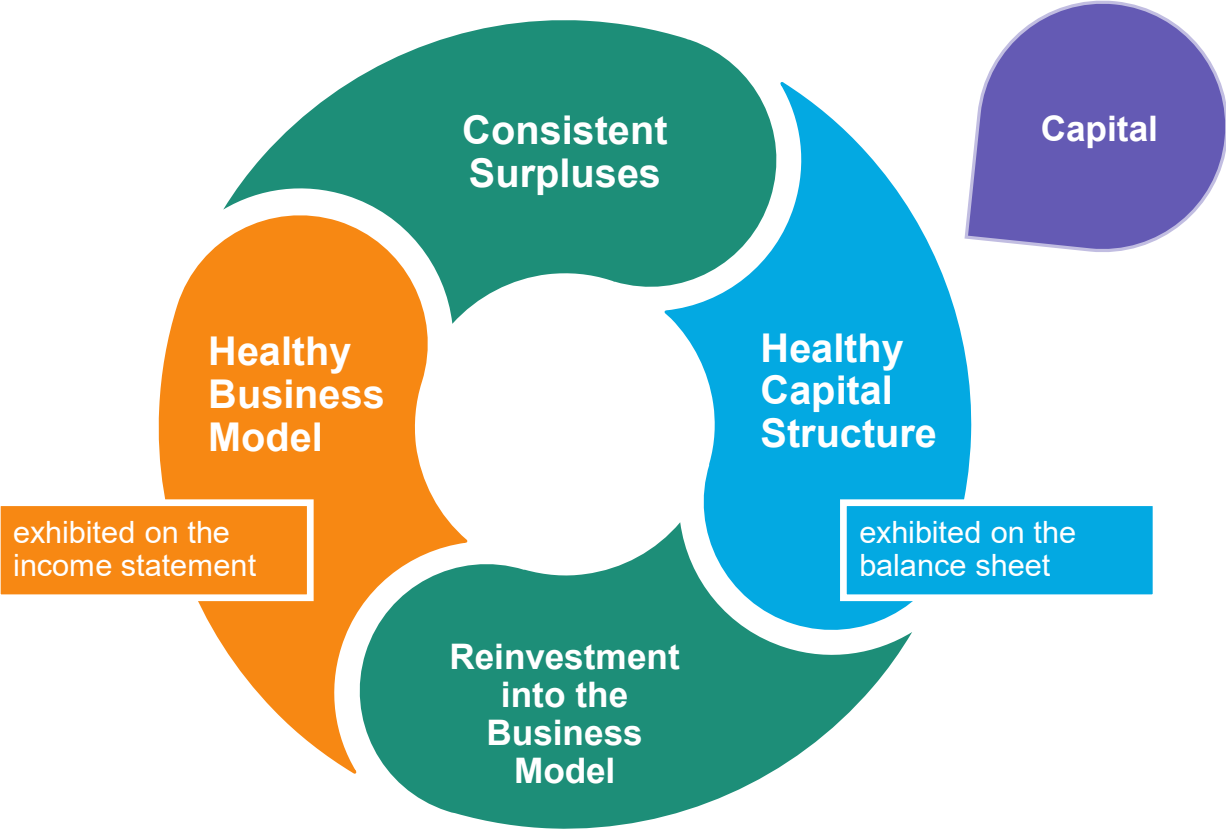 Consistent
Surpluses
Capital
Healthy
Business
Model
Healthy
Capital
Structure
exhibited on the
income statement
exhibited on the
balance sheet
Reinvestment
into the
Business
Model